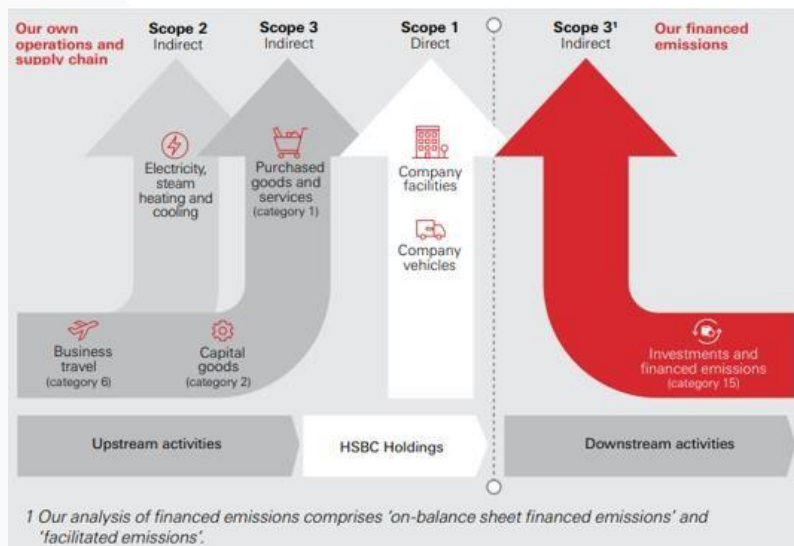 Our own
operations and
supply chain
Scope 2
Indirect
Scope 3
Indirect
Scope 1
Direct
Scope 3¹
Indirect
Our financed
emissions
Electricity,
steam
heating and
cooling
Purchased
goods and
services
(category 1)
Company
facilities
Company
vehicles
Business
travel
(category 6)
Capital
goods
(category 2)
Investments and
financed emissions
(category 15)
Upstream activities
HSBC Holdings
Downstream activities
1 Our analysis of financed emissions comprises 'on-balance sheet financed emissions' and
'facilitated emissions'.